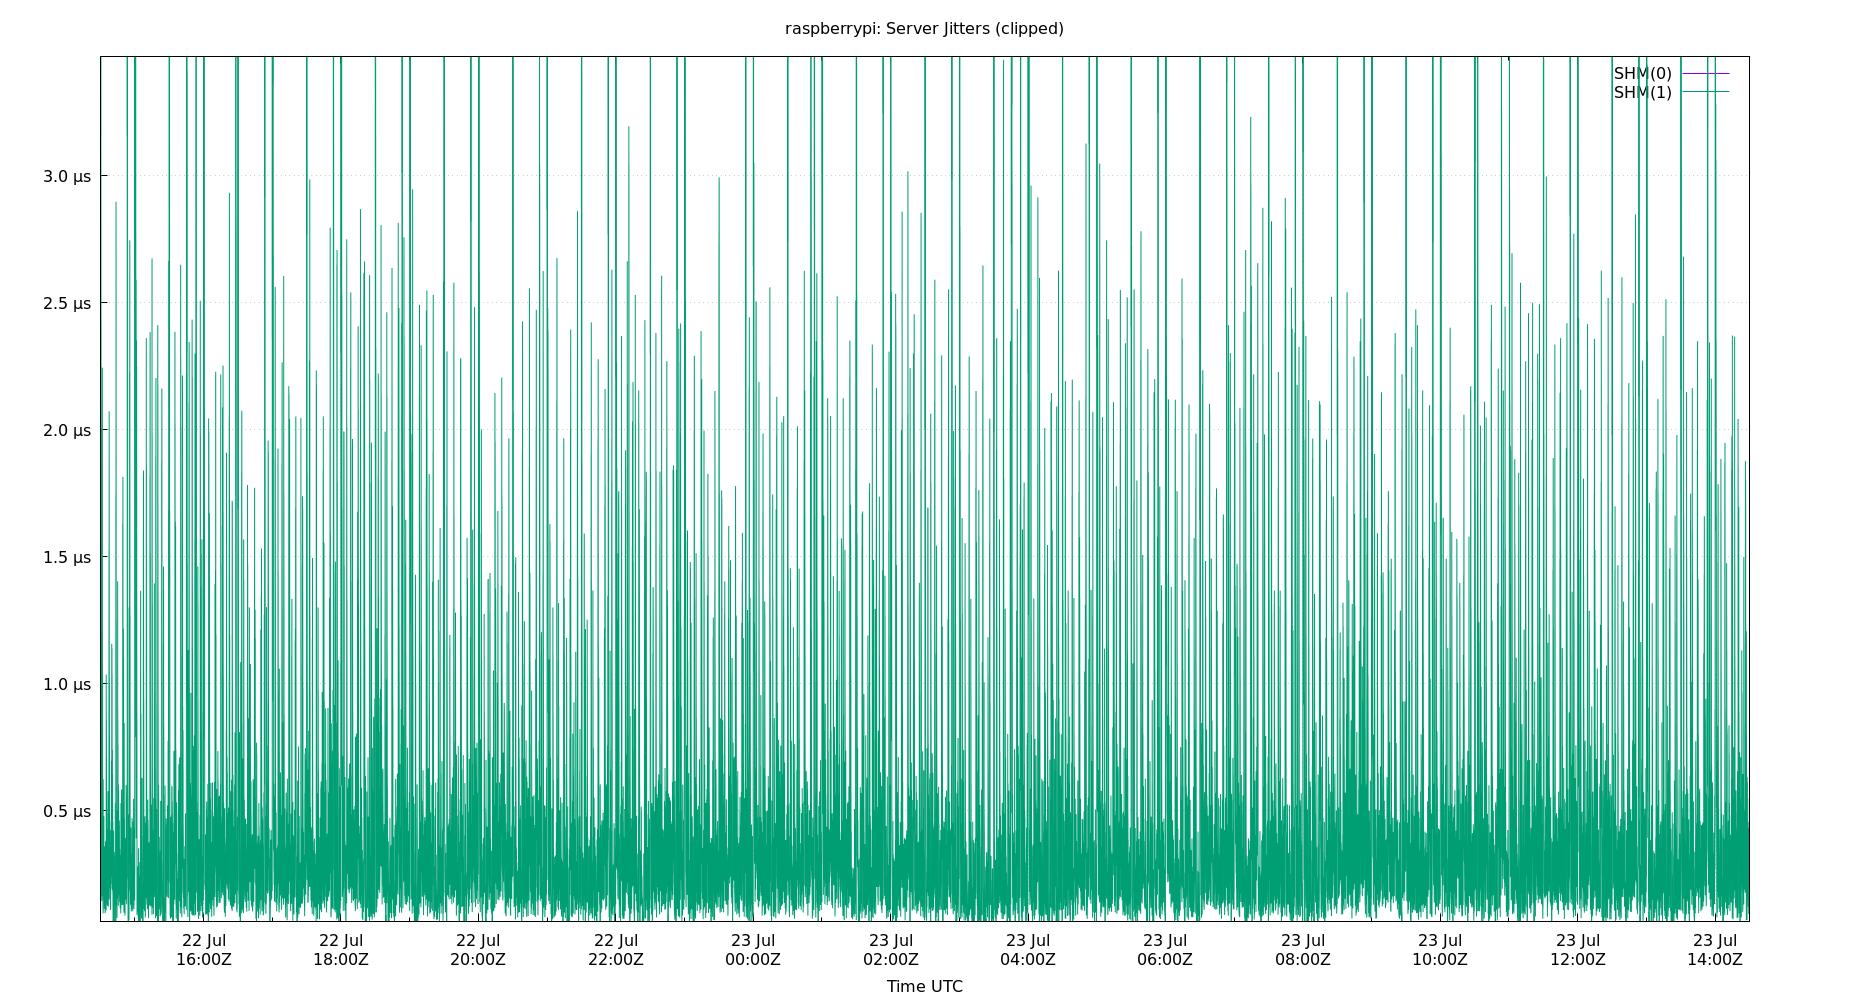 raspberrypi: Server Jitters (clipped)
SHM(0)
SHM(1)
3.0 μs
2.5 μs
2.0 μs
1.5 μs
1.0 μs
0.5 μs
22 Jul 22 Jul 22 Jul 22 Jul 23 Jul 23 Jul 23 Jul 23 Jul 23 Jul 23 Jul 23 Jul 23 Jul
16:00Z 18:00Z 20:00Z 22:00Z 00:00Z 02:00Z 04:00Z 06:00Z 08:00Z 10:00Z 12:00Z 14:00Z
Time UTC